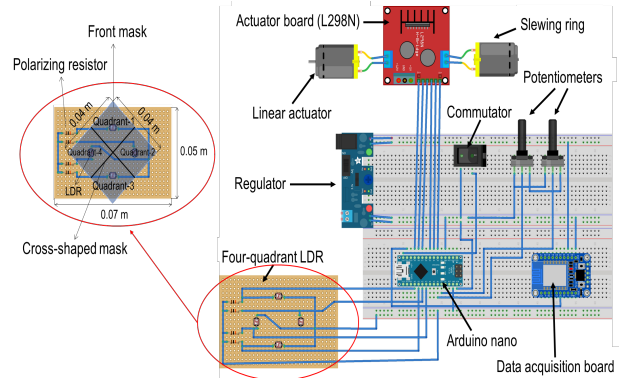 Actuator board (L298N)
Slewing ring
Front mask
Polarizing resistor
Potentiometers
Linear actuator
Commutator
0.04 m
0.04 m
Quadrant-1
Quadrant-4
Quadrant-2
0.05 m
LDR
Quadrant-3
Regulator
0.07 m
Cross-shaped mask
Four-quadrant LDR
Arduino nano
Data acquisition board